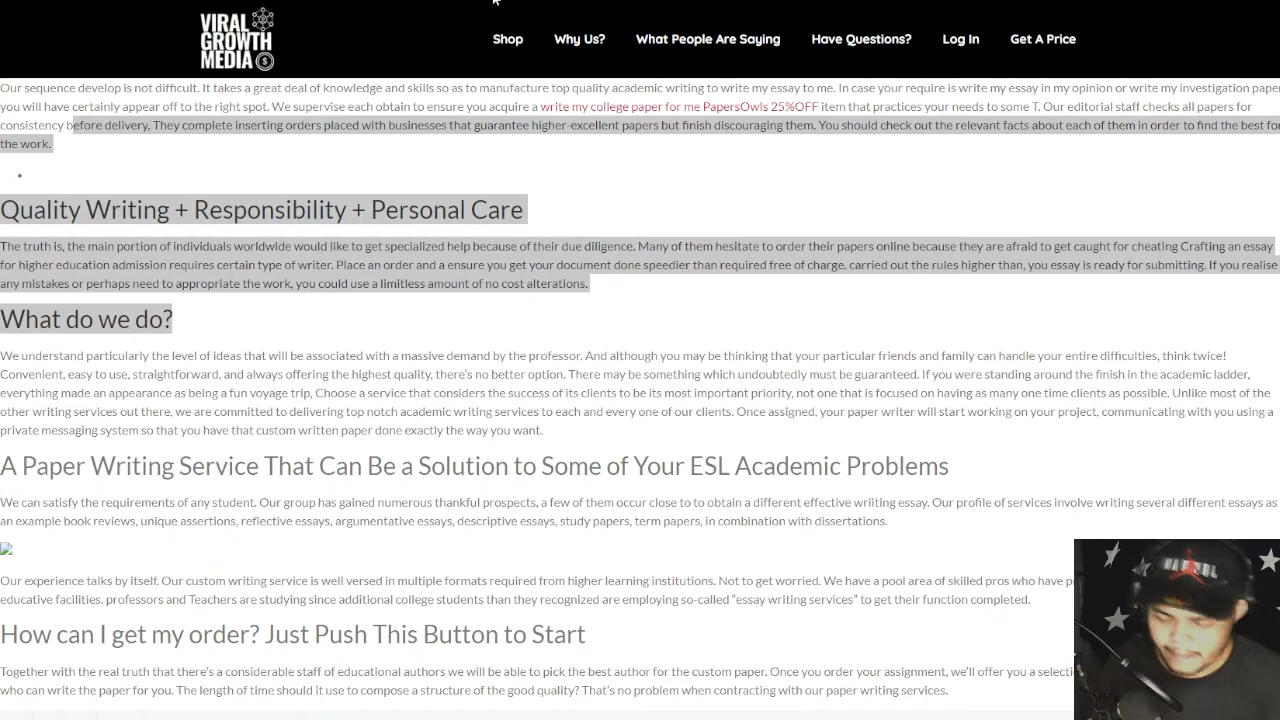 VIRAL
GROWTH
MEDIA
Shop Why Us? What People Are Saying Have Questions? Log In Get A Price
Our sequence develop is not difficult. It takes a great deal of knowledge and skills so as to manufacture top quality academic writing to write my essay to me. In case your require is write my essay in my opinion or write my investigation paper
you will have certainly appear off to the right spot. We supervise each obtain to ensure you acquire a write my college paper for me PapersOwls 25%OFF item that practices your needs to some T. Our editorial staff checks all papers for
consistency before delivery, They complete inserting orders placed with businesses that guarantee higher-excellent papers but finish discouraging them. You should check out the relevant facts about each of them in order to find the best for
the work.
Quality Writing + Responsibility + Personal Care
The truth is, the main portion of individuals worldwide would like to get specialized help because of their due diligence. Many of them hesitate to order their papers online because they are afraid to get caught for cheating Crafting an essay
for higher education admission requires certain type of writer. Place an order and a ensure you get your document done speedier than required free of charge. carried out the rules higher than, you essay is ready for submitting. If you realise
any mistakes or perhaps need to appropriate the work, you could use a limitless amount of no cost alterations.
What do we do?
We understand particularly the level of ideas that will be associated with a massive demand by the professor. And although you may be thinking that your particular friends and family can handle your entire difficulties, think twice!
Convenient, easy to use, straightforward, and always offering the highest quality, there's no better option. There may be something which undoubtedly must be guaranteed. If you were standing around the finish in the academic ladder,
everything made an appearance as being a fun voyage trip, Choose a service that considers the success of its clients to be its most important priority, not one that is focused on having as many one time clients as possible. Unlike most of the
other writing services out there, we are committed to delivering top notch academic writing services to each and every one of our clients. Once assigned, your paper writer will start working on your project, communicating with you using a
private messaging system so that you have that custom written paper done exactly the way you want.
A Paper Writing Service That Can Be a Solution to Some of Your ESL Academic Problems
We can satisfy the requirements of any student. Our group has gained numerous thankful prospects, a few of them occur close to to obtain a different effective wriiting essay. Our profile of services involve writing several different essays as
an example book reviews, unique assertions, reflective essays, argumentative essays, descriptive essays, study papers, term papers, in combination with dissertations.
Our experience talks by itself. Our custom writing service is well versed in multiple formats required from higher learning institutions. Not to get worried. We have a pool area of skilled pros who have
educative facilities. professors and Teachers are studying since additional college students than they recognized are employing so-called “essay writing services” to get their function completed.
How can I get my order? Just Push This Button to Start
Together with the real truth that there's a considerable staff of educational authors we will be able to pick the best author for the custom paper. Once you order your assignment, we'll offer you a
who can write the paper for you. The length of time should it use to compose a structure of the good quality? That's no problem when contracting with our paper writing services.